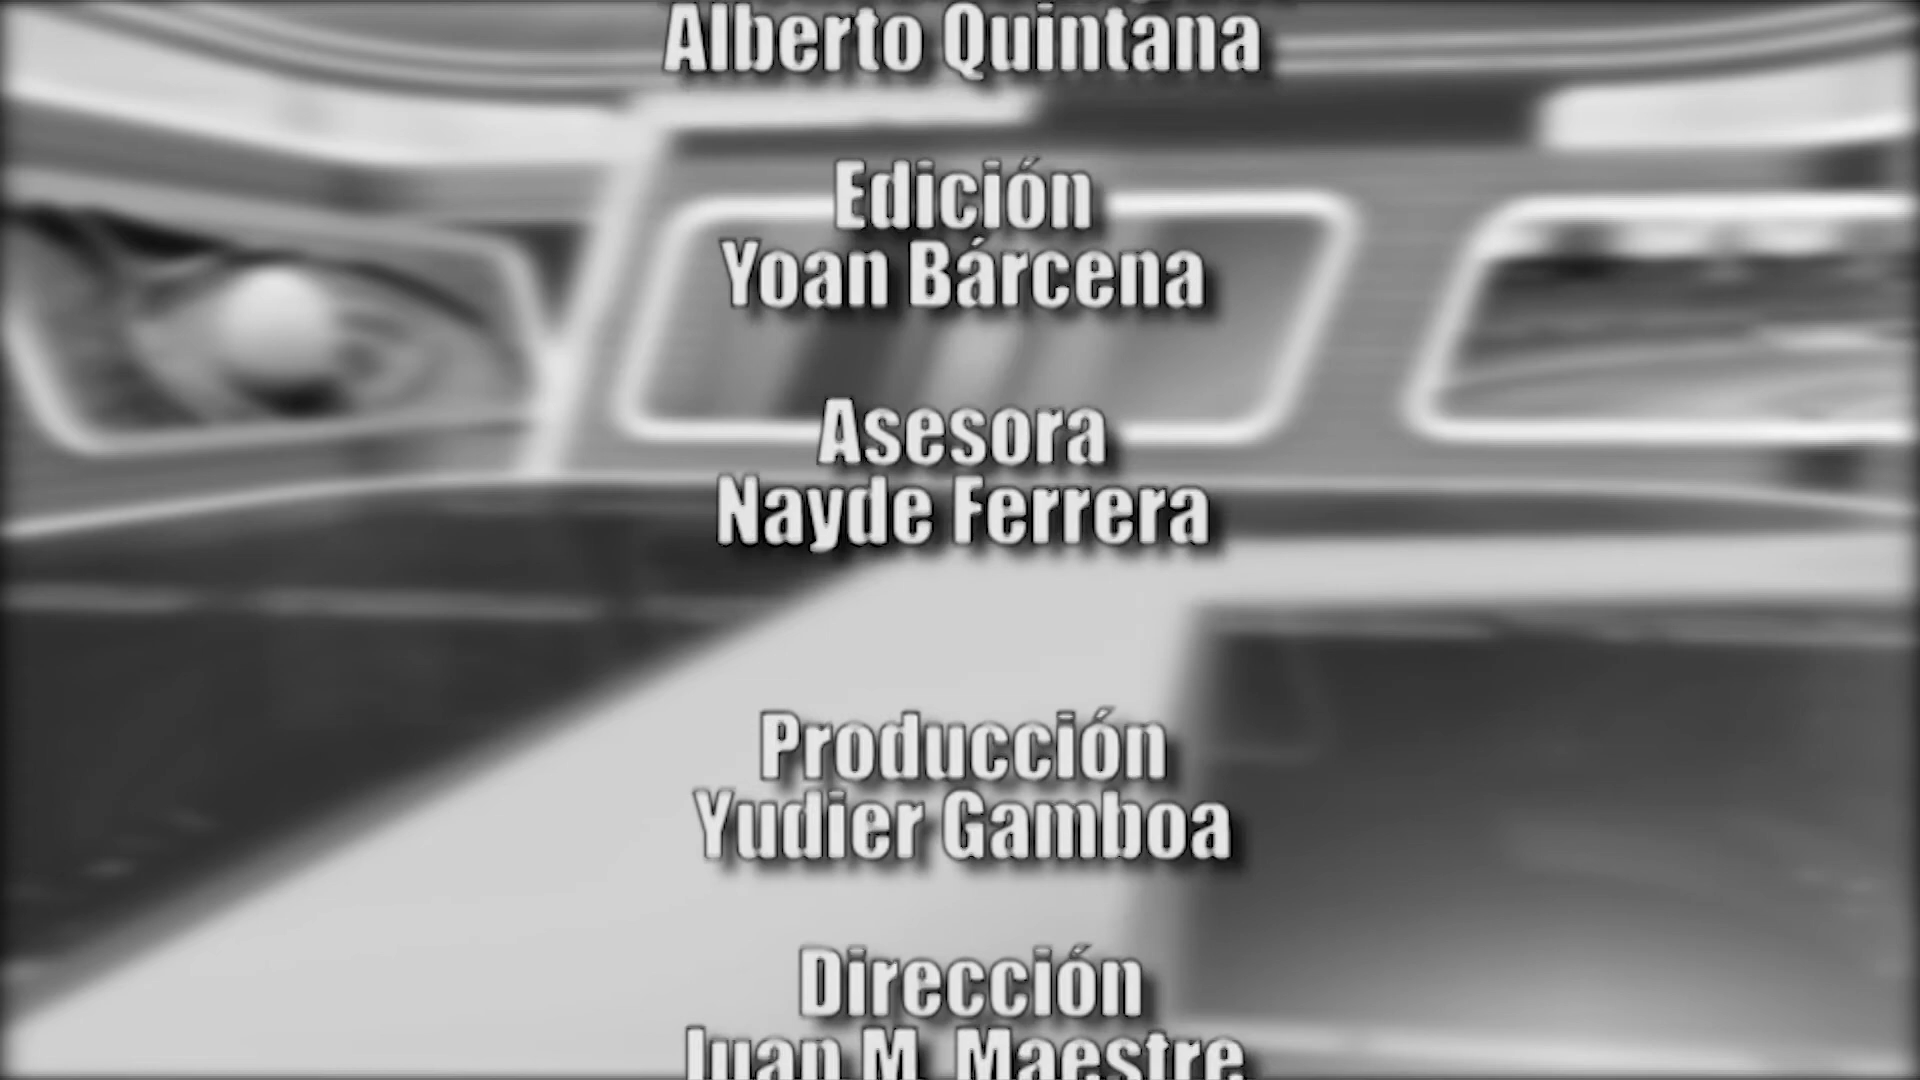 Alberto Quintana
Edición
Yoan Bárcena
Asesora
Nayde Ferrera
Producción
Yudier Gamboa
Dirección
Juan M. Maestre